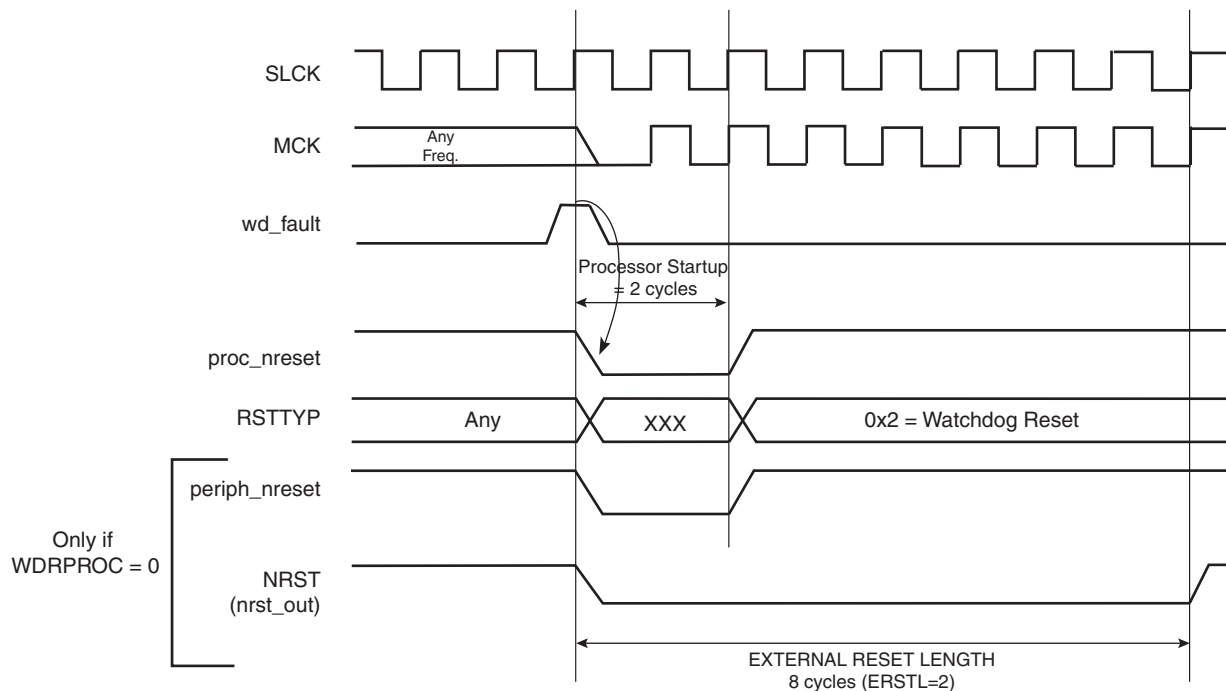 SLCK
MCK
Any
Freq.
wd_fault
Processor Startup
= 2 cycles
proc_nreset
RSTTYP
Any
XXX
0x2 = Watchdog Reset
periph_nreset
Only if
WDRPROC = 0
NRST
(nrst_out)
EXTERNAL RESET LENGTH
8 cycles (ERSTL=2)